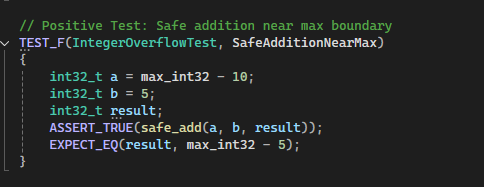 // Positive Test: Safe addition near max boundary
TEST_F(IntegerOverflowTest, SafeAdditionNearMax)
{
    int32_t a = max_int32 - 10;
    int32_t b = 5;
    int32_t result;
    ASSERT_TRUE(safe_add(a, b, result));
    EXPECT_EQ(result, max_int32 - 5);
}